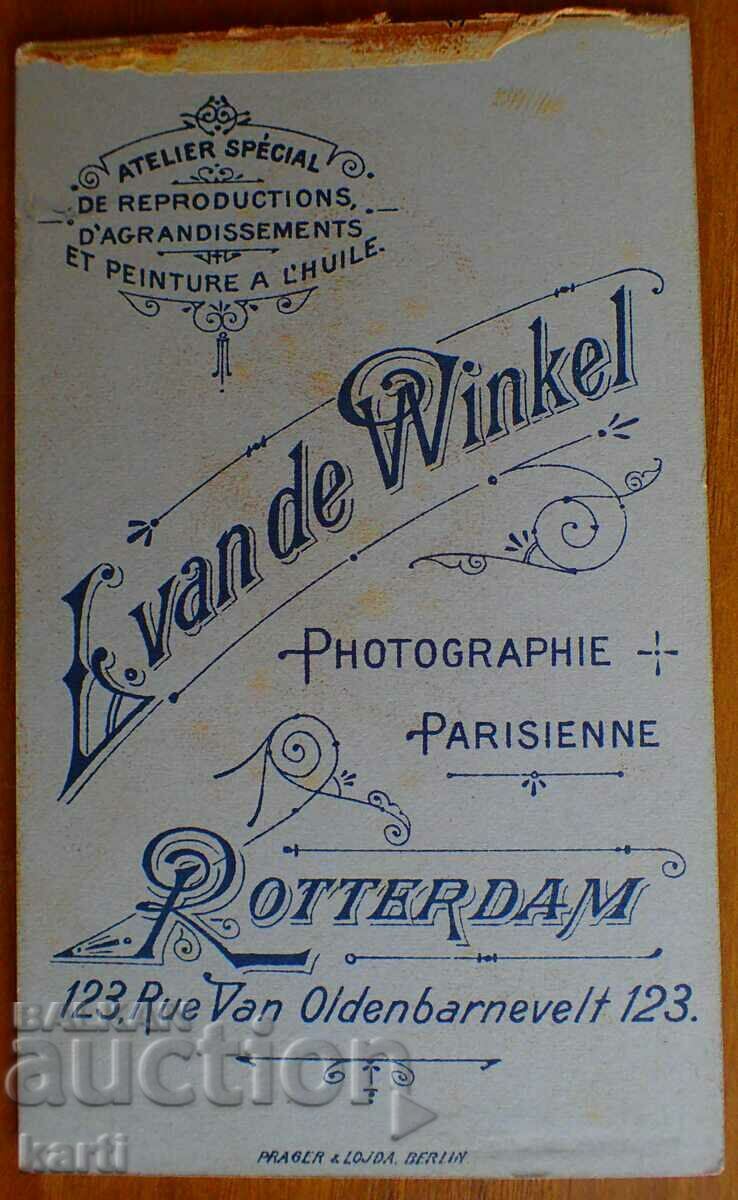 ATELIER SPÉCIAL
DE REPRODUCTIONS,
D'AGRANDISSEMENTS
ET PEINTURE A L'HUILE.
L. van de Winkel
PHOTOGRAPHIE
PARISIENNE
ROTTERDAM
123, Rue Van Oldenbarnevelt 123.
BALKAN
auction
karti
PRAGER & LOJDA, BERLIN